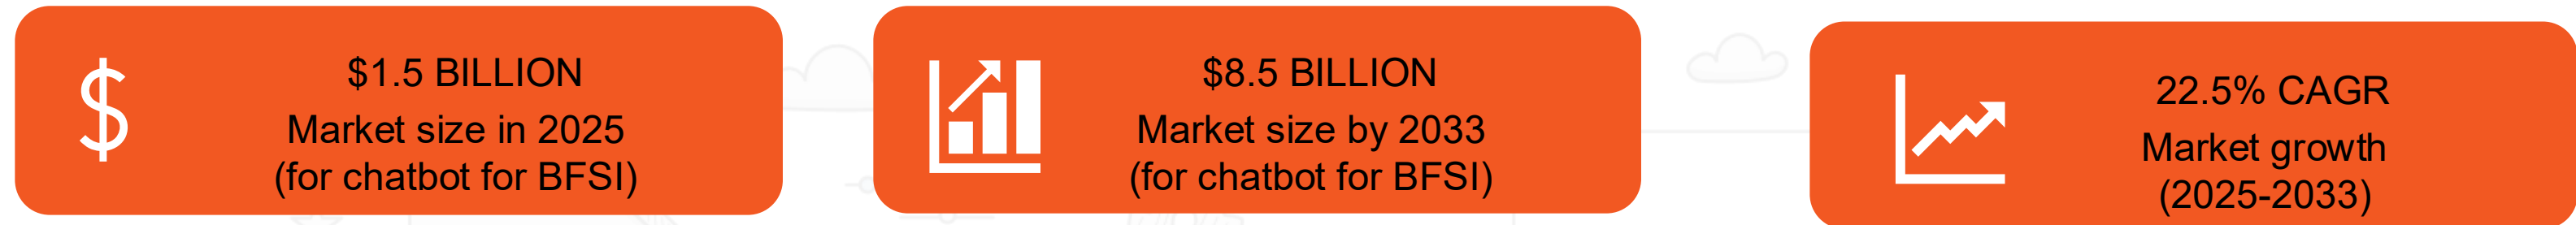 $1.5 BILLION
Market size in 2025
(for chatbot for BFSI)
$8.5 BILLION
Market size by 2033
(for chatbot for BFSI)
22.5% CAGR
Market growth
(2025-2033)